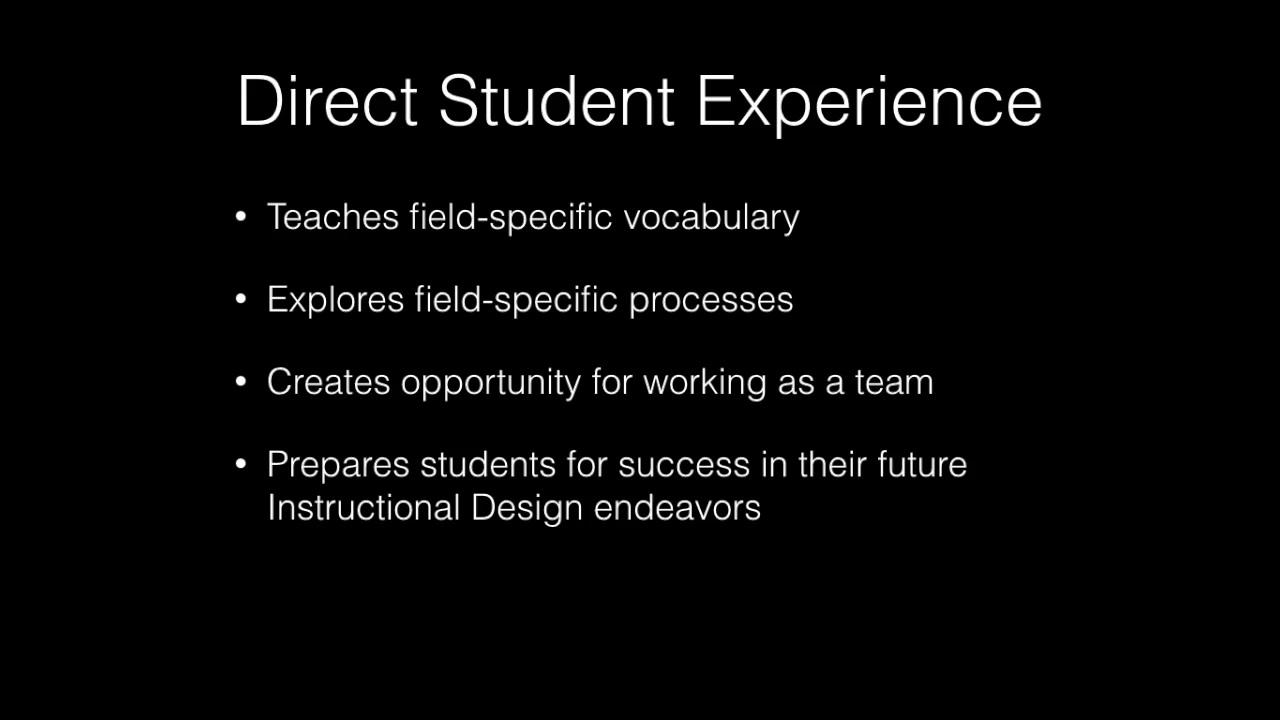 Direct Student Experience
• Teaches field-specific vocabulary
• Explores field-specific processes
• Creates opportunity for working as a team
• Prepares students for success in their future
Instructional Design endeavors